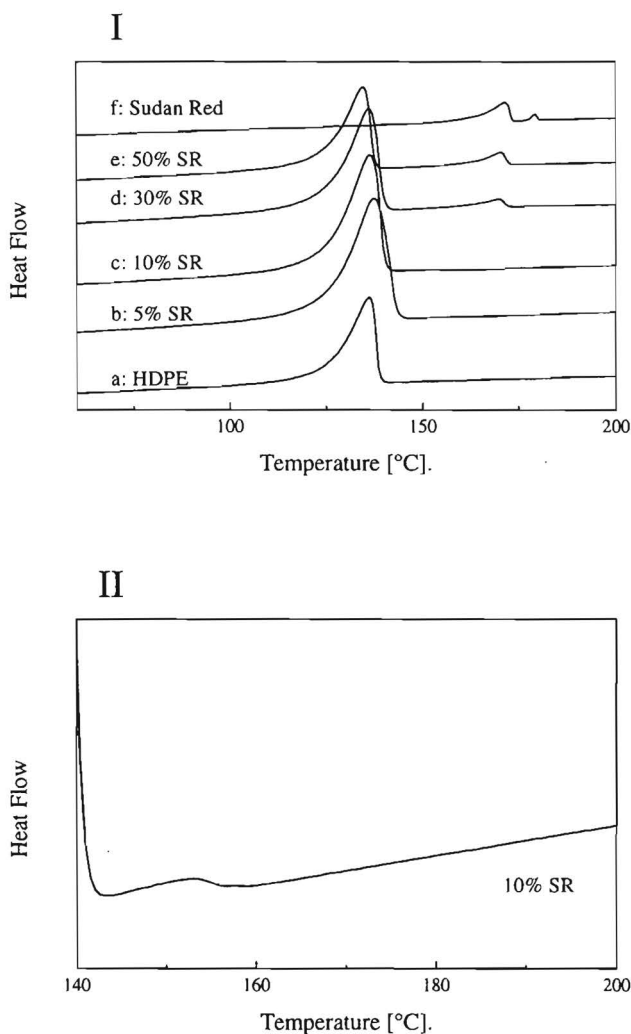 I
f: Sudan Red
e: 50% SR
d: 30% SR
c: 10% SR
b: 5% SR
a: HDPE
Heat Flow
100
150
200
Temperature [°C].
II
Heat Flow
10% SR
140
160
180
200
Temperature [°C].